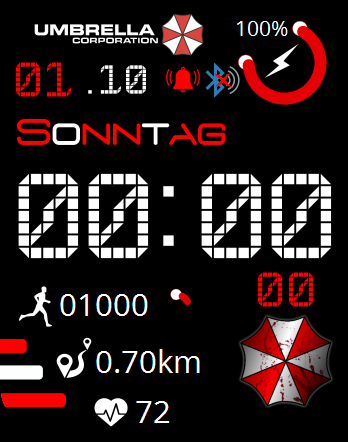 UMBRELLA
CORPORATION
100%
01.10
SONNTAG
00:00
00
01000
0.70km
72